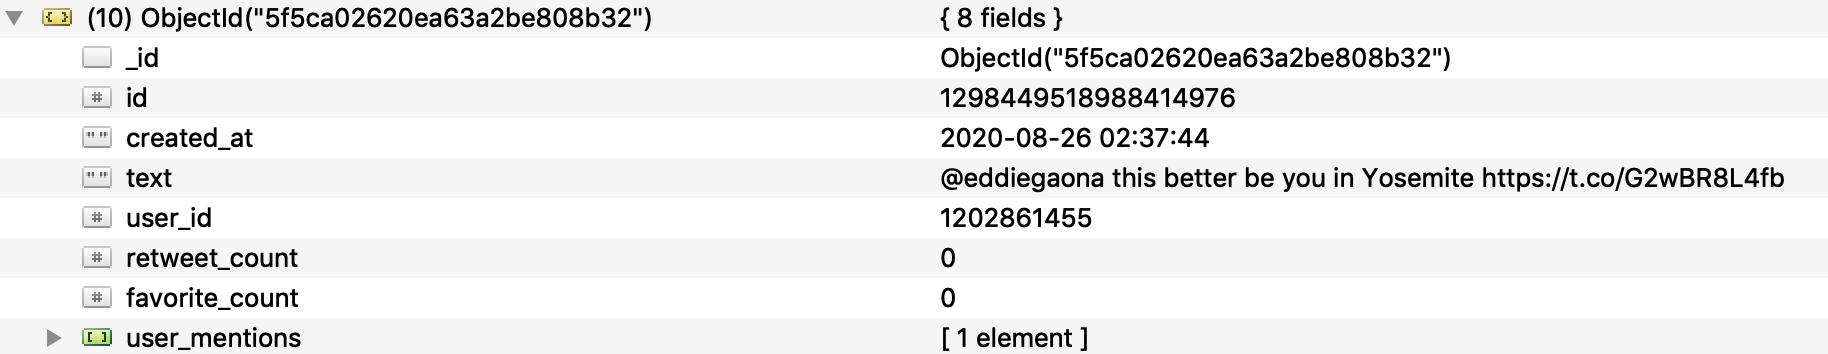 (10) ObjectId("5f5ca02620ea63a2be808b32") { 8 fields }
_id ObjectId("5f5ca02620ea63a2be808b32")
# id 1298449518988414976
"" created_at 2020-08-26 02:37:44
"" text @eddiegaona this better be you in Yosemite https://t.co/G2wBR8L4fb
# user_id 1202861455
# retweet_count 0
# favorite_count 0
user_mentions [ 1 element ]